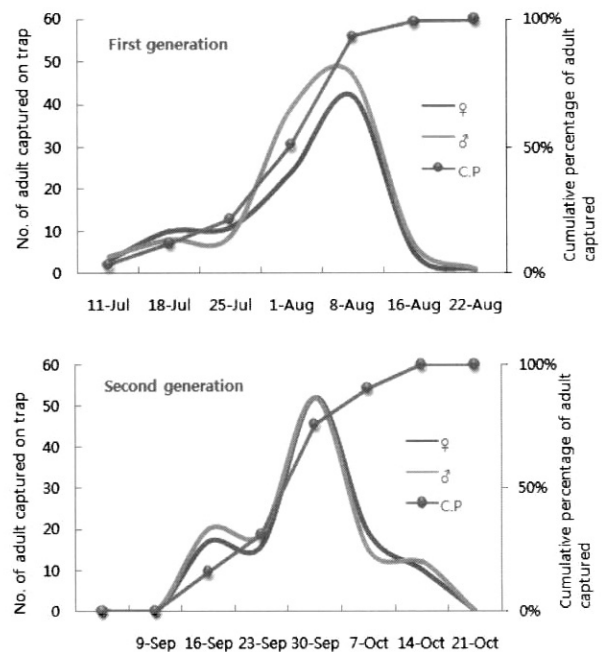 First generation
No. of adult captured on trap
60
50
40
30
20
10
0
100%
50%
0%
Cumulative percentage of adult
captured
♀
♂
C.P
11-Jul 18-Jul 25-Jul 1-Aug 8-Aug 16-Aug 22-Aug
Second generation
No. of adult captured on trap
60
50
40
30
20
10
0
100%
50%
0%
Cumulative percentage of adult
captured
♀
♂
C.P
9-Sep 16-Sep 23-Sep 30-Sep 7-Oct 14-Oct 21-Oct